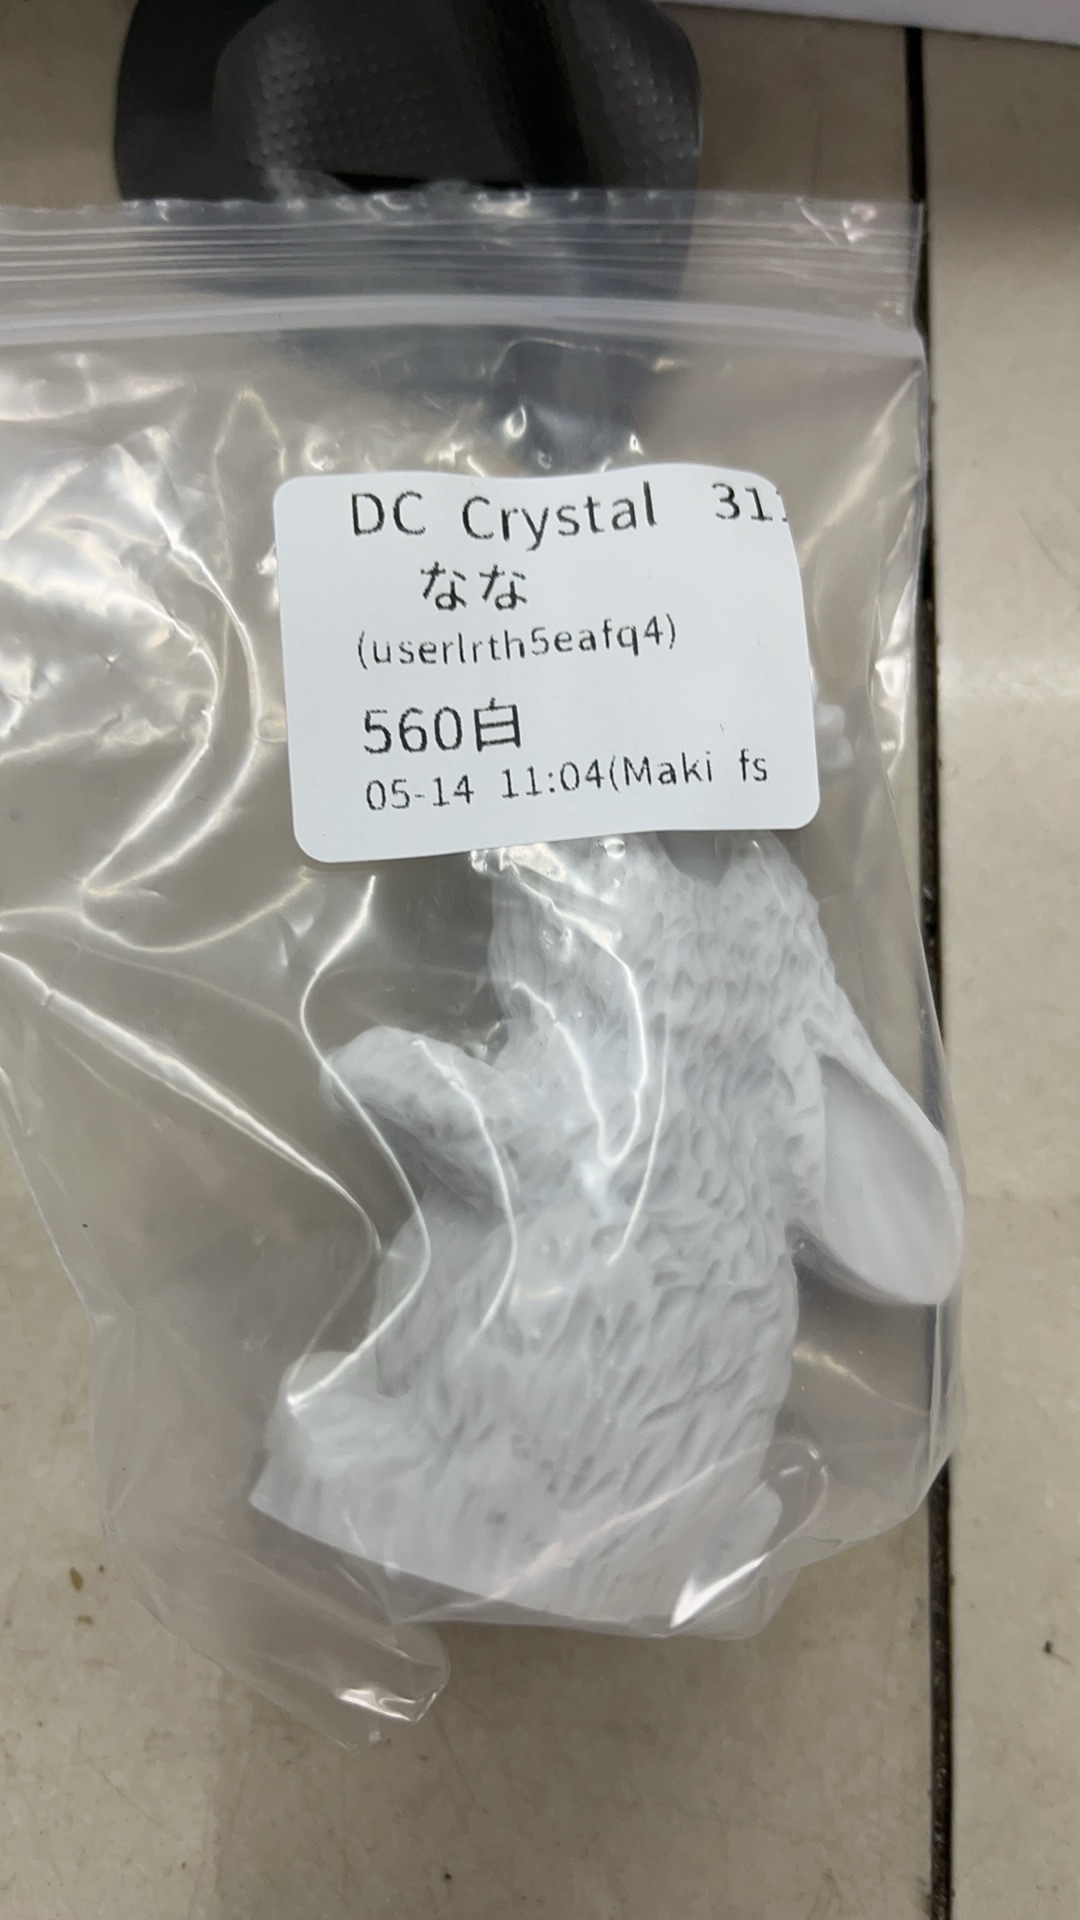 DC Crystal 31
なな
(userlrth5eafq4)
560白
05-14 11:04(Maki fs